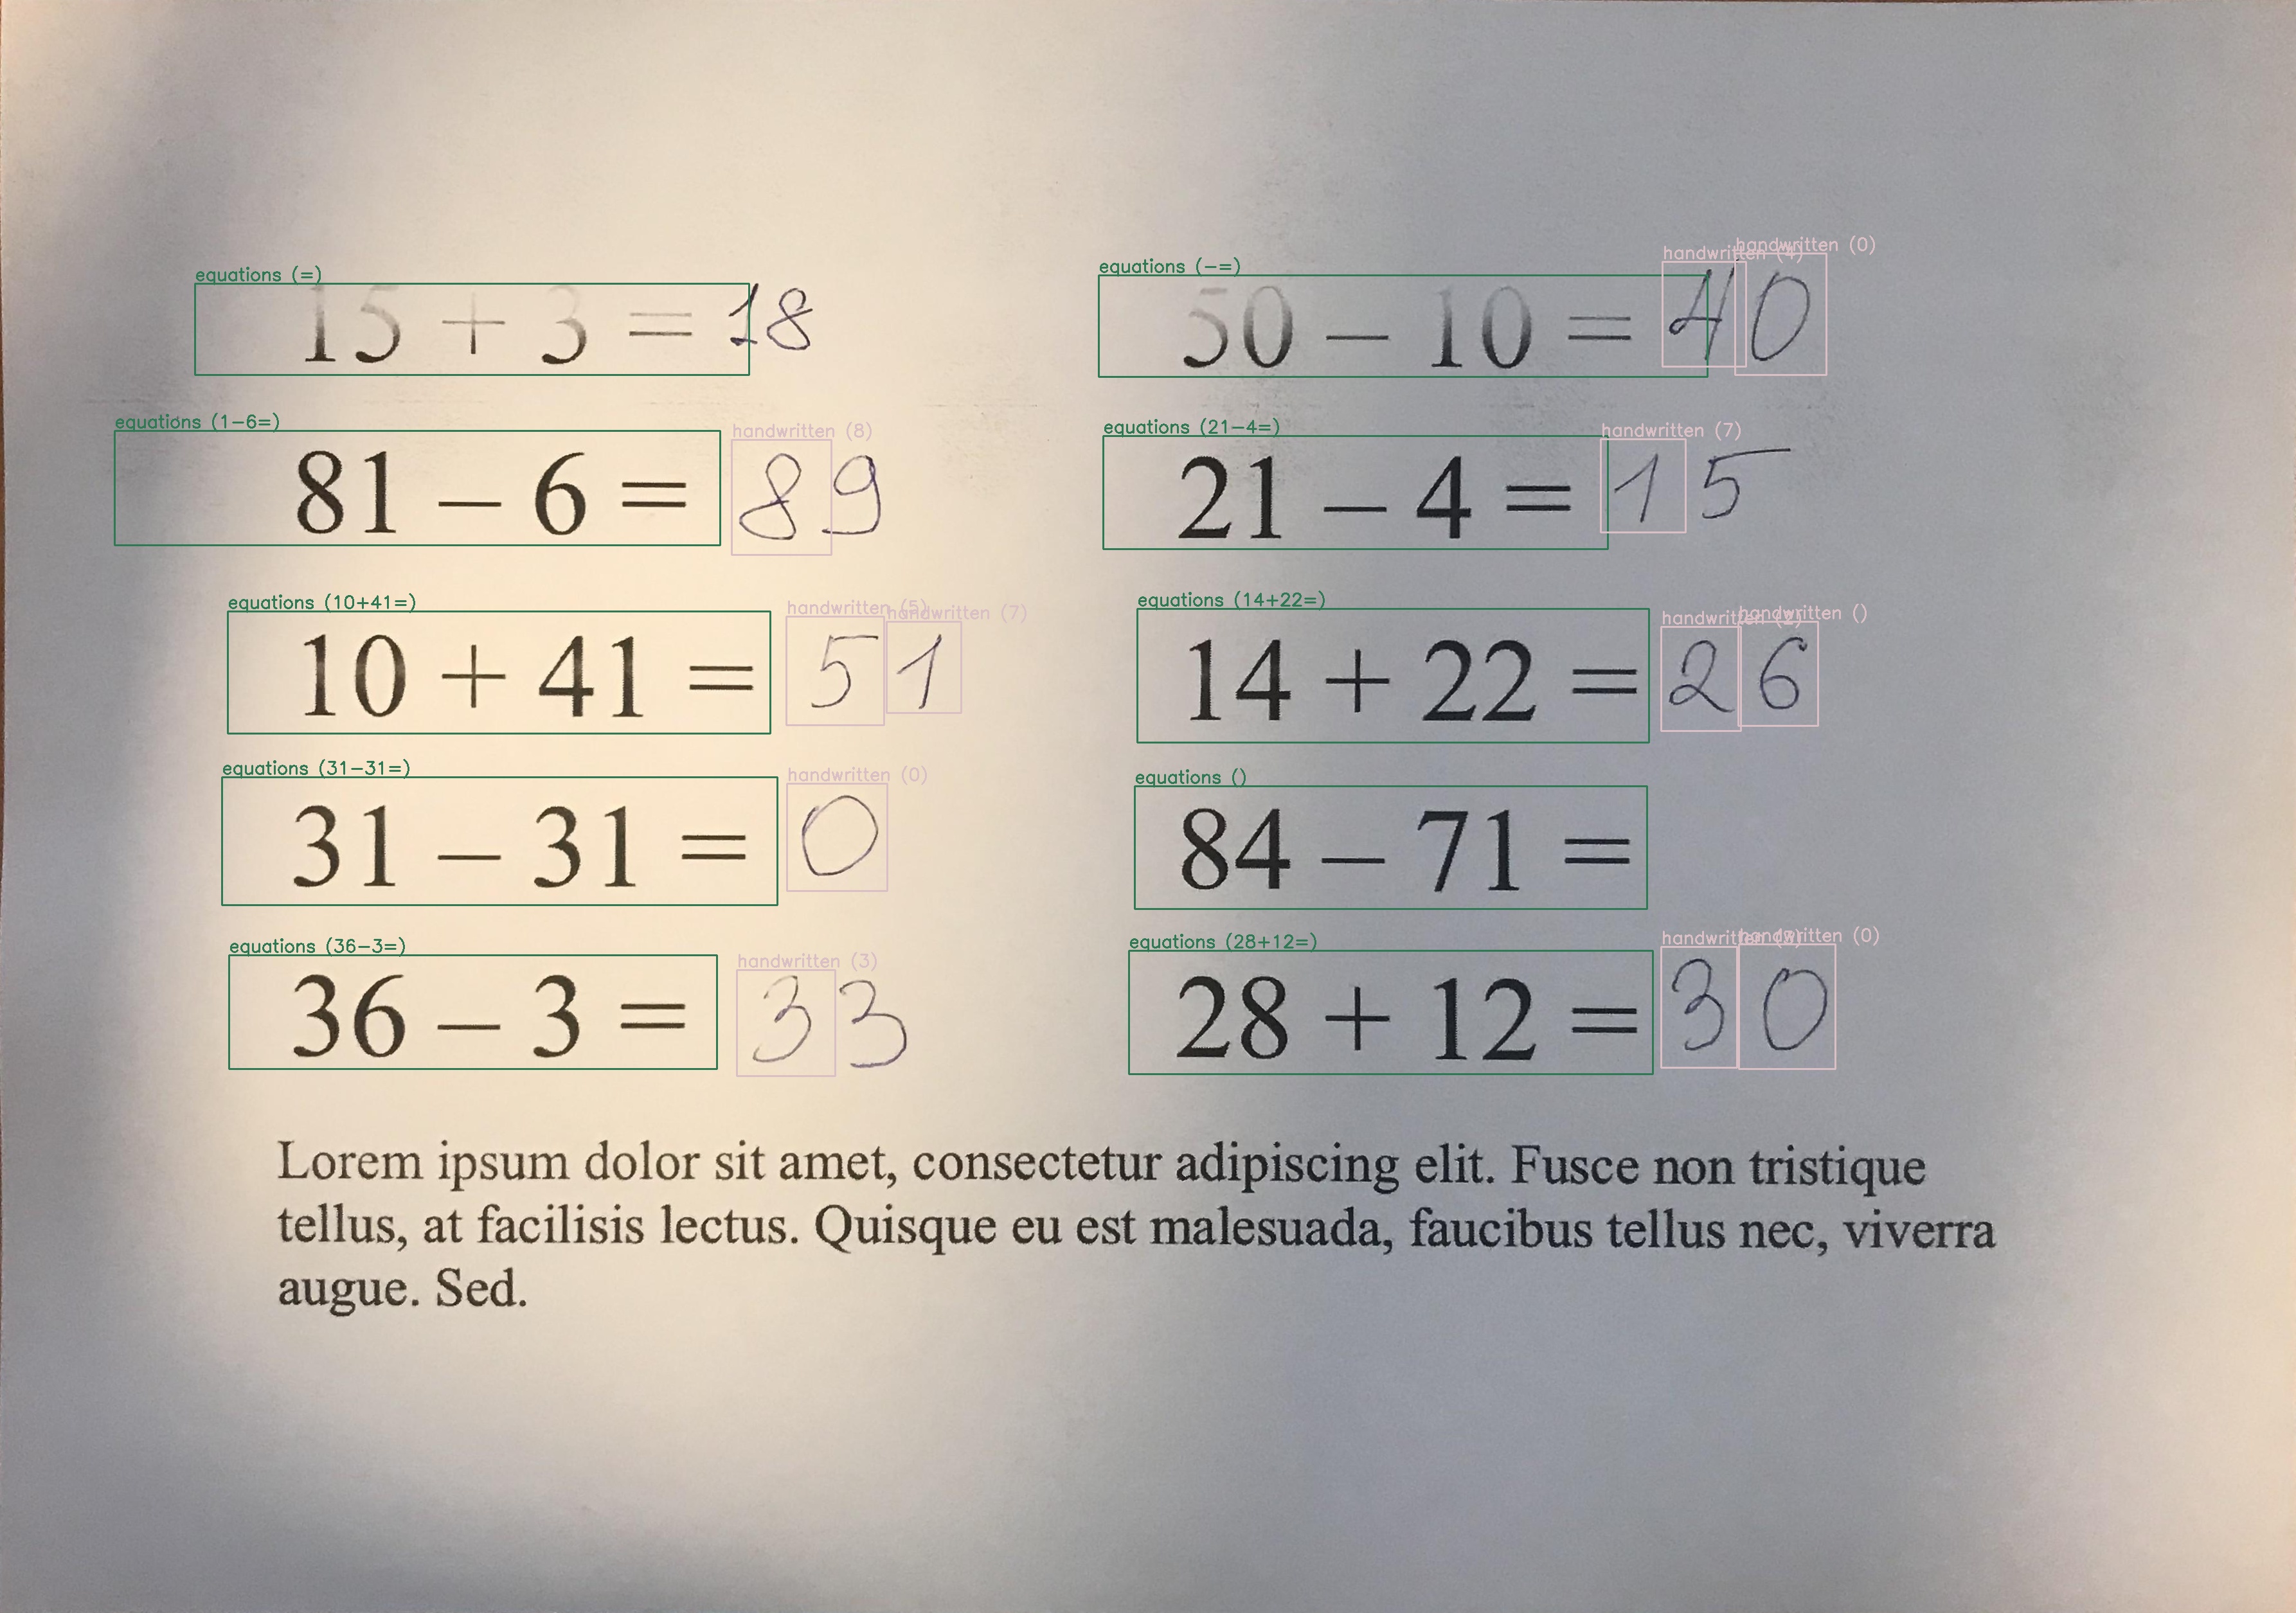 equations (=)
15 + 3 = 18
equations (-=) handwritten (4) handwritten (0)
50 - 10 = 40
equations (1-6=) handwritten (8)
81 - 6 = 89
equations (21-4=) handwritten (7)
21 - 4 = 15
equations (10+41=) handwritten (5) handwritten (7)
10 + 41 = 51
equations (14+22=) handwritten handwritten ()
14 + 22 = 26
equations (31-31=) handwritten (0)
31 - 31 = 0
equations ()
84 - 71 =
equations (36-3=) handwritten (3)
36 - 3 = 33
equations (28+12=) handwritten handwritten (0)
28 + 12 = 30
Lorem ipsum dolor sit amet, consectetur adipiscing elit. Fusce non tristique
tellus, at facilisis lectus. Quisque eu est malesuada, faucibus tellus nec, viverra
augue. Sed.